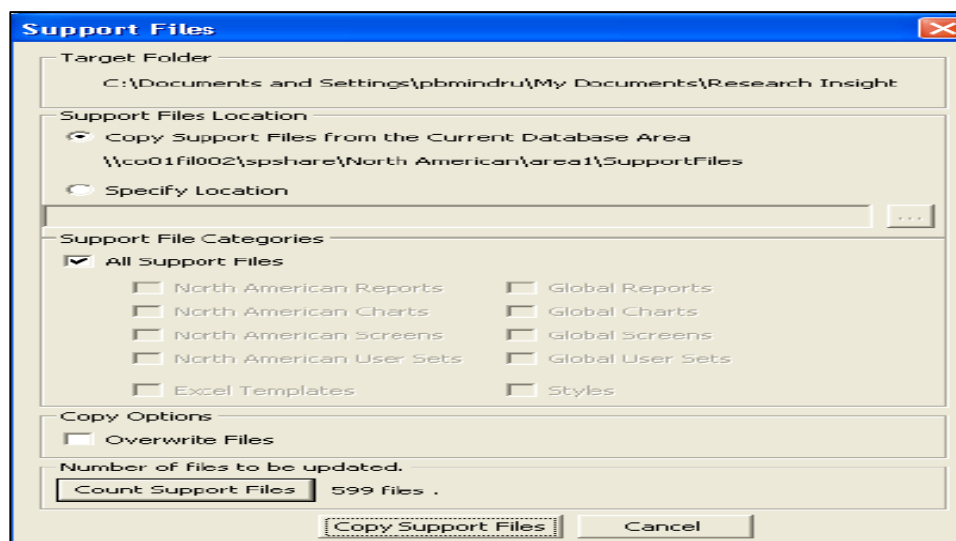 Support Files
Target Folder
C:\Documents and Settings\pbmindru\My Documents\Research Insight
Support Files Location
Copy Support Files from the Current Database Area
\\co01fil002\spshare\North American\area1\SupportFiles
Specify Location
...
Support File Categories
All Support Files
North American Reports Global Reports
North American Charts Global Charts
North American Screens Global Screens
North American User Sets Global User Sets
Excel Templates Styles
Copy Options
Overwrite Files
Number of files to be updated.
Count Support Files 599 files .
Copy Support Files Cancel